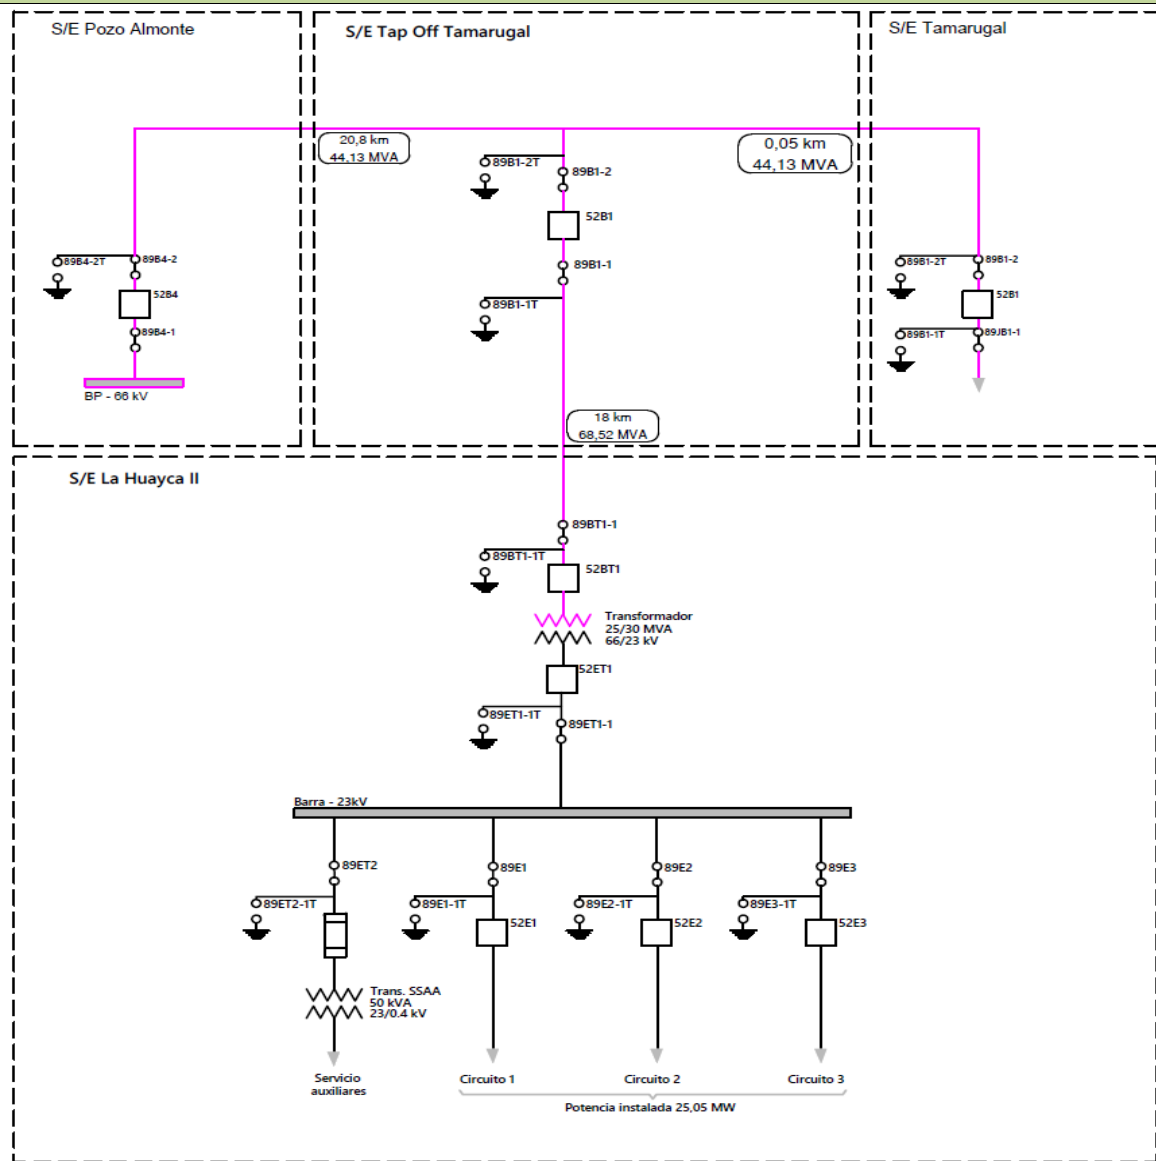 S/E Pozo Almonte
S/E Tap Off Tamarugal
S/E Tamarugal
20,8 km
44,13 MVA
0,05 km
44,13 MVA
89B1-2T
89B1-2
52B1
89B1-1
89B1-1T
89B4-2T
89B4-2
52B4
89B4-1
BP - 66 kV
89B1-2T
89B1-2
52B1
89B1-1T
89JB1-1
18 km
68,52 MVA
S/E La Huayca II
89BT1-1
89BT1-1T
52BT1
Transformador
25/30 MVA
66/23 kV
52ET1
89ET1-1T
89ET1-1
Barra - 23kV
89ET2
89E1
89E2
89E3
89ET2-1T
89E1-1T
89E2-1T
89E3-1T
52E1
52E2
52E3
Trans. SSAA
50 kVA
23/0.4 kV
Servicio
auxiliares
Circuito 1
Circuito 2
Circuito 3
Potencia instalada 25,05 MW